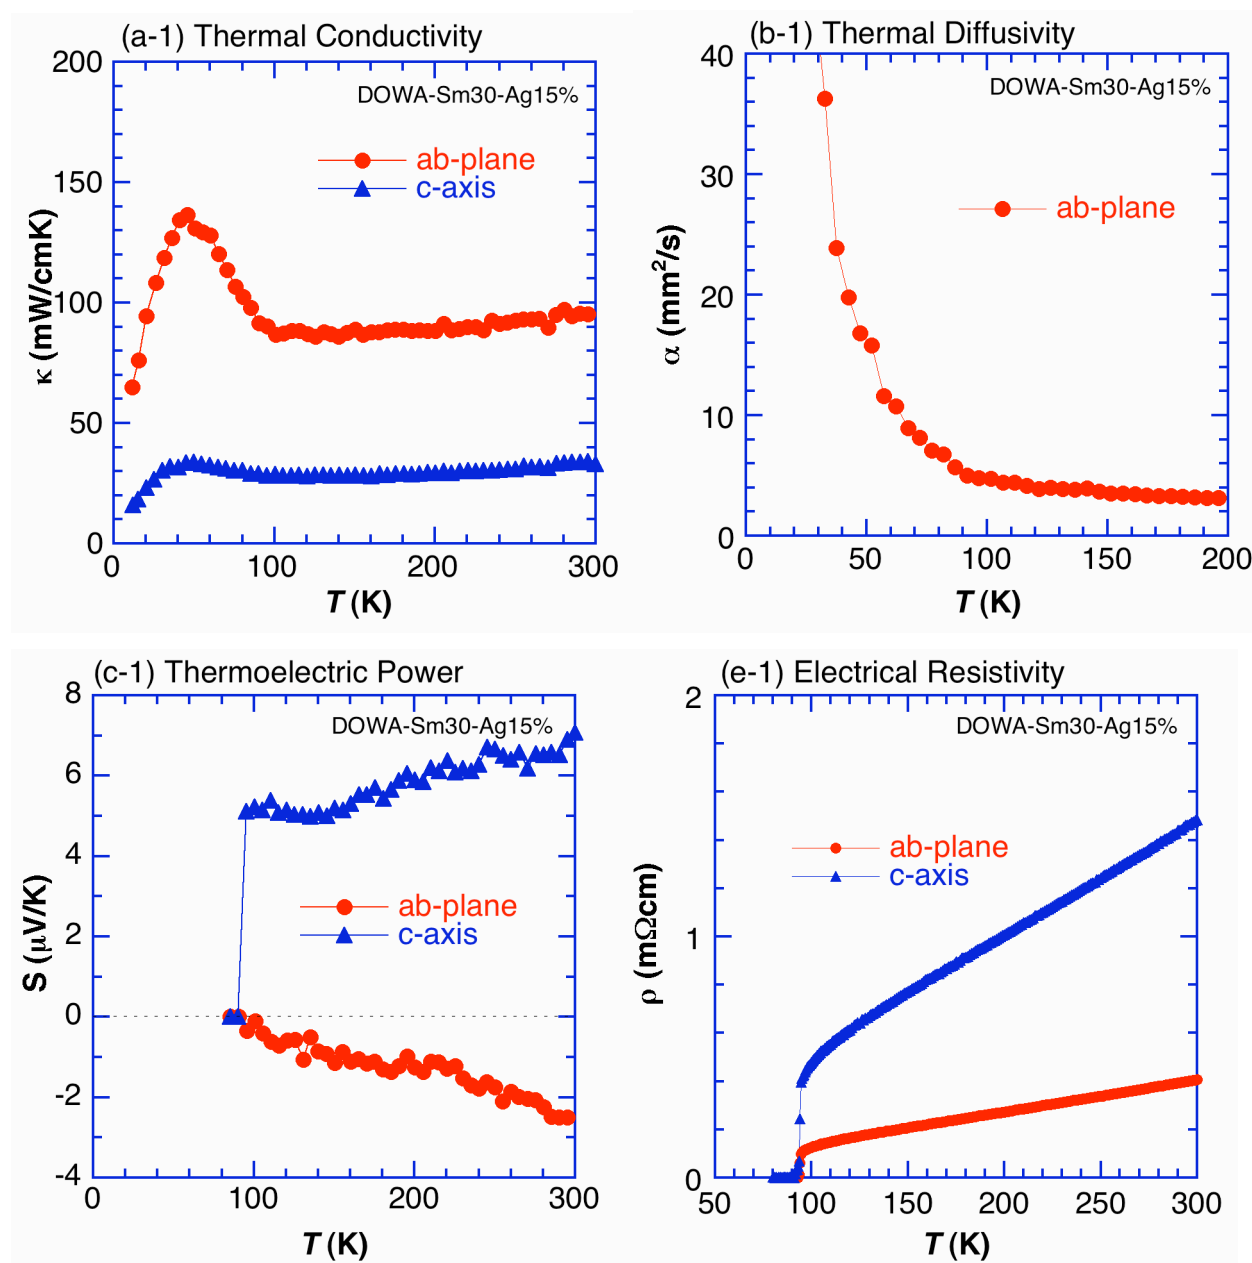 (a-1) Thermal Conductivity
200
150
100
50
0
0 100 200 300
κ (mW/cmK)
T (K)
DOWA-Sm30-Ag15%
ab-plane
c-axis
(b-1) Thermal Diffusivity
40
30
20
10
0
0 50 100 150 200
α (mm²/s)
T (K)
DOWA-Sm30-Ag15%
ab-plane
(c-1) Thermoelectric Power
8
6
4
2
0
-2
-4
0 100 200 300
S (μV/K)
T (K)
DOWA-Sm30-Ag15%
ab-plane
c-axis
(e-1) Electrical Resistivity
2
1
0
50 100 150 200 250 300
ρ (mΩcm)
T (K)
DOWA-Sm30-Ag15%
ab-plane
c-axis